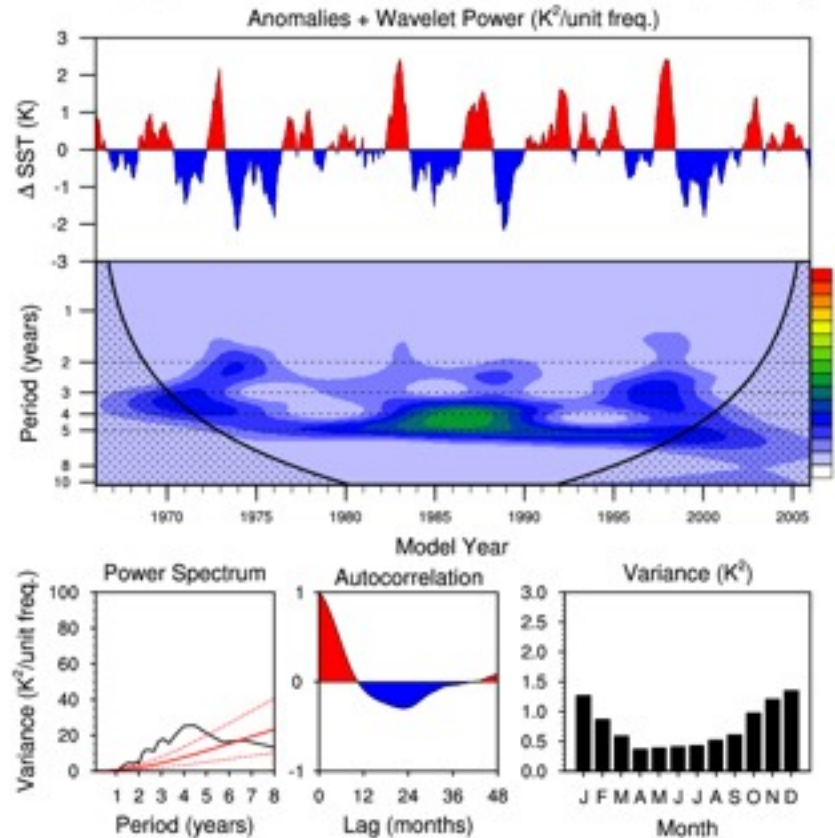 Anomalies + Wavelet Power (K²/unit freq.)
3
2
1
0
-1
-2
-3
Δ SST (K)
1
2
3
4
5
8
10
Period (years)
1970 1975 1980 1985 1990 1995 2000 2005
Model Year
Power Spectrum
100
80
60
40
20
0
Variance (K²/unit freq.)
1 2 3 4 5 6 7 8
Period (years)
Autocorrelation
1
0
-1
0 12 24 36 48
Lag (months)
Variance (K²)
3.0
2.5
2.0
1.5
1.0
0.5
0.0
J F M A M J J A S O N D
Month